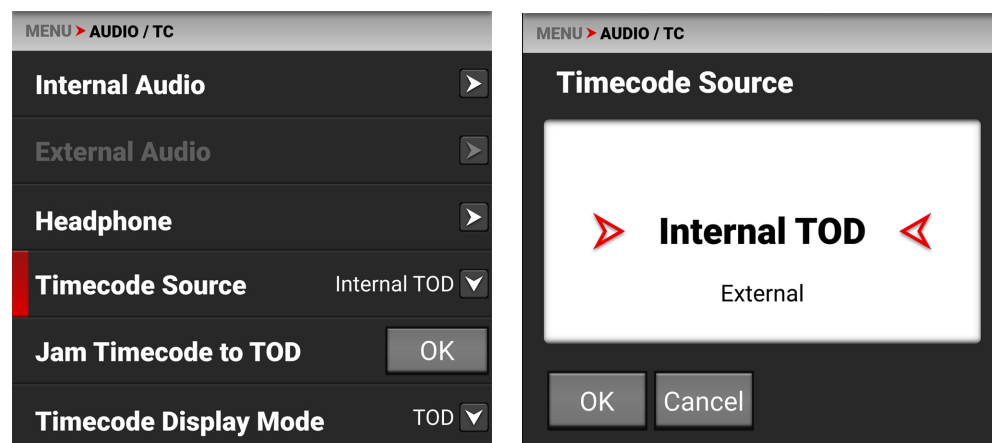 MENU > AUDIO / TC
Internal Audio
External Audio
Headphone
Timecode Source Internal TOD
Jam Timecode to TOD OK
Timecode Display Mode TOD
MENU > AUDIO / TC
Timecode Source
Internal TOD
External
OK Cancel